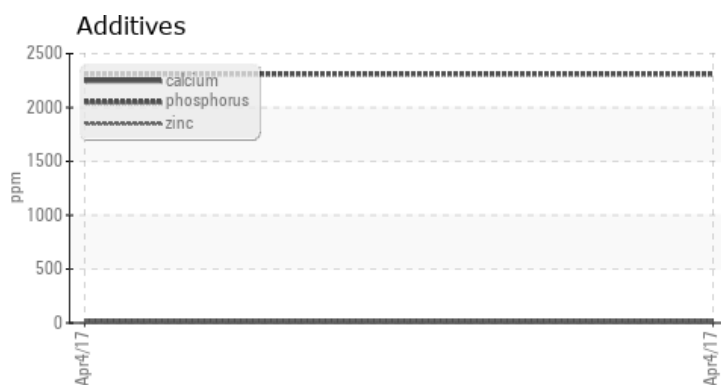 Additives
2500
calcium
phosphorus
2000
zinc
1500
ppm
1000
500
0
Apr4/17
Apr4/17